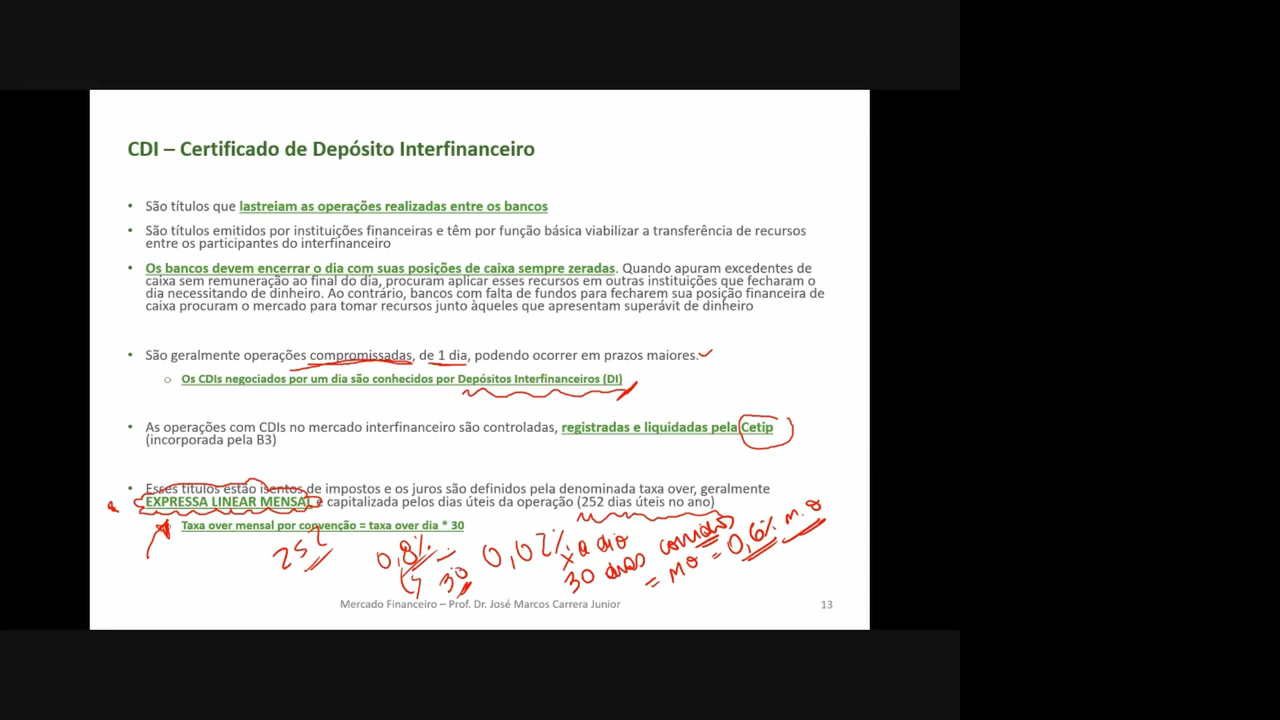 CDI – Certificado de Depósito Interfinanceiro
• São títulos que lastreiam as operações realizadas entre os bancos
• São títulos emitidos por instituições financeiras e têm por função básica viabilizar a transferência de recursos
entre os participantes do interfinanceiro
• Os bancos devem encerrar o dia com suas posições de caixa sempre zeradas. Quando apuram excedentes de
caixa sem remuneração ao final do dia, procuram aplicar esses recursos em outras instituições que fecharam o
dia necessitando de dinheiro. Ao contrário, bancos com falta de fundos para fecharem sua posição financeira de
caixa procuram o mercado para tomar recursos junto àqueles que apresentam superávit de dinheiro
• São geralmente operações compromissadas, de 1 dia, podendo ocorrer em prazos maiores.
○ Os CDIs negociados por um dia são conhecidos por Depósitos Interfinanceiros (DI)
• As operações com CDIs no mercado interfinanceiro são controladas, registradas e liquidadas pela Cetip
(incorporada pela B3)
• Esses títulos estão isentos de impostos e os juros são definidos pela denominada taxa over, geralmente
EXPRESSA LINEAR MENSAL e capitalizada pelos dias úteis da operação (252 dias úteis no ano)
Taxa over mensal por convenção = taxa over dia * 30
252
0,8%
30
0,02% a dia
x
30 dias corridos
= MO = 0,6% m.o
Mercado Financeiro – Prof. Dr. José Marcos Carrera Junior
13